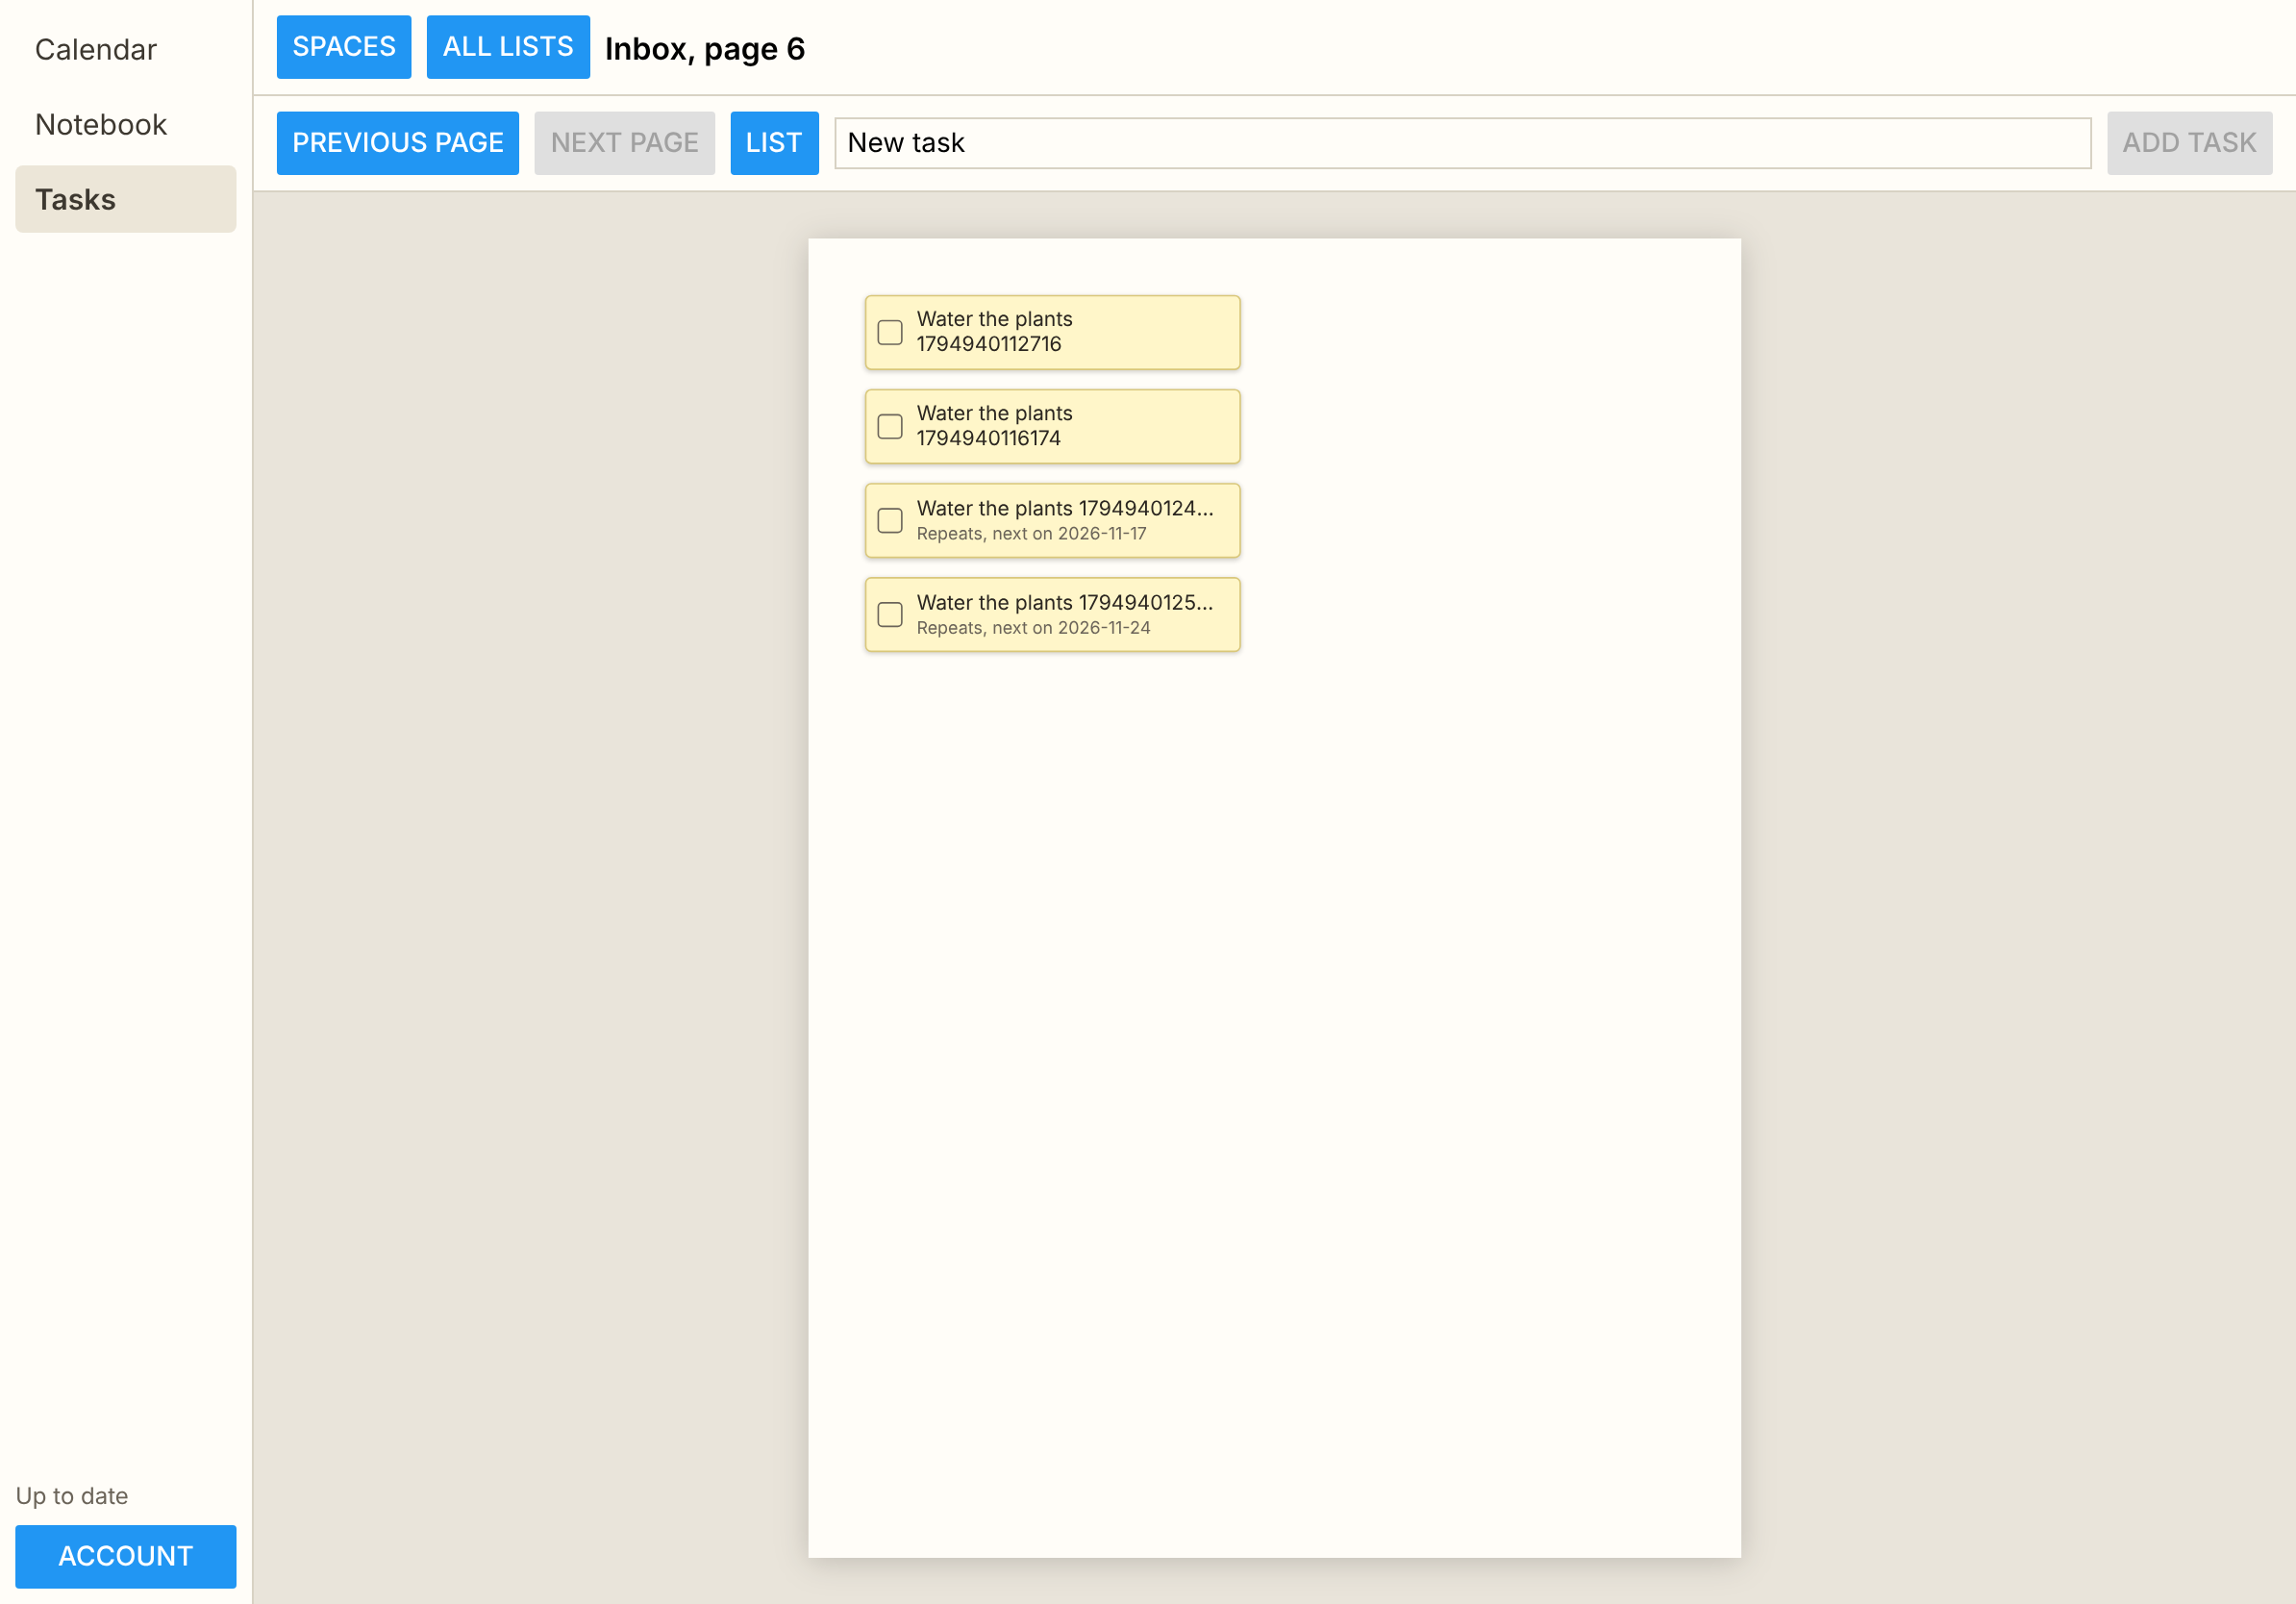 Calendar
Notebook
Tasks
Up to date
ACCOUNT
SPACES
ALL LISTS
Inbox, page 6
PREVIOUS PAGE
NEXT PAGE
LIST
New task
ADD TASK
Water the plants
1794940112716
Water the plants
1794940116174
Water the plants 1794940124...
Repeats, next on 2026-11-17
Water the plants 1794940125...
Repeats, next on 2026-11-24